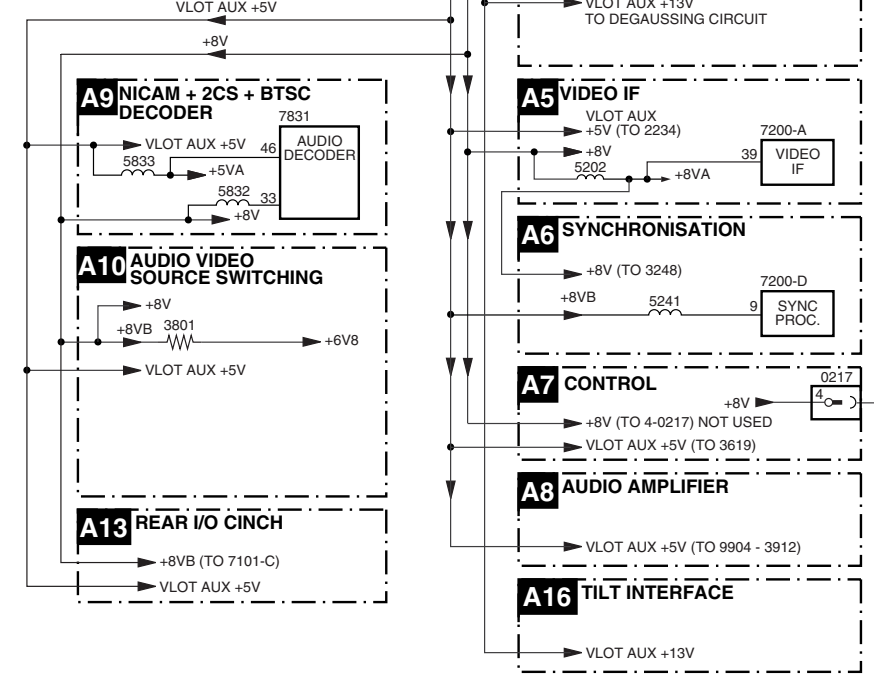 VLOT AUX +5V
+8V
A9 NICAM + 2CS + BTSC
DECODER
7831
VLOT AUX +5V
46
AUDIO
DECODER
5833
+5VA
5832
33
+8V
A10 AUDIO VIDEO
SOURCE SWITCHING
+8V
+8VB
3801
+6V8
VLOT AUX +5V
A13 REAR I/O CINCH
+8VB (TO 7101-C)
VLOT AUX +5V
VLOT AUX +13V
TO DEGAUSSING CIRCUIT
A5 VIDEO IF
VLOT AUX
+5V (TO 2234)
7200-A
+8V
39
VIDEO
IF
5202
+8VA
A6 SYNCHRONISATION
+8V (TO 3248)
7200-D
+8VB
5241
9
SYNC
PROC.
A7 CONTROL
0217
4
+8V
+8V (TO 4-0217) NOT USED
VLOT AUX +5V (TO 3619)
A8 AUDIO AMPLIFIER
VLOT AUX +5V (TO 9904 - 3912)
A16 TILT INTERFACE
VLOT AUX +13V